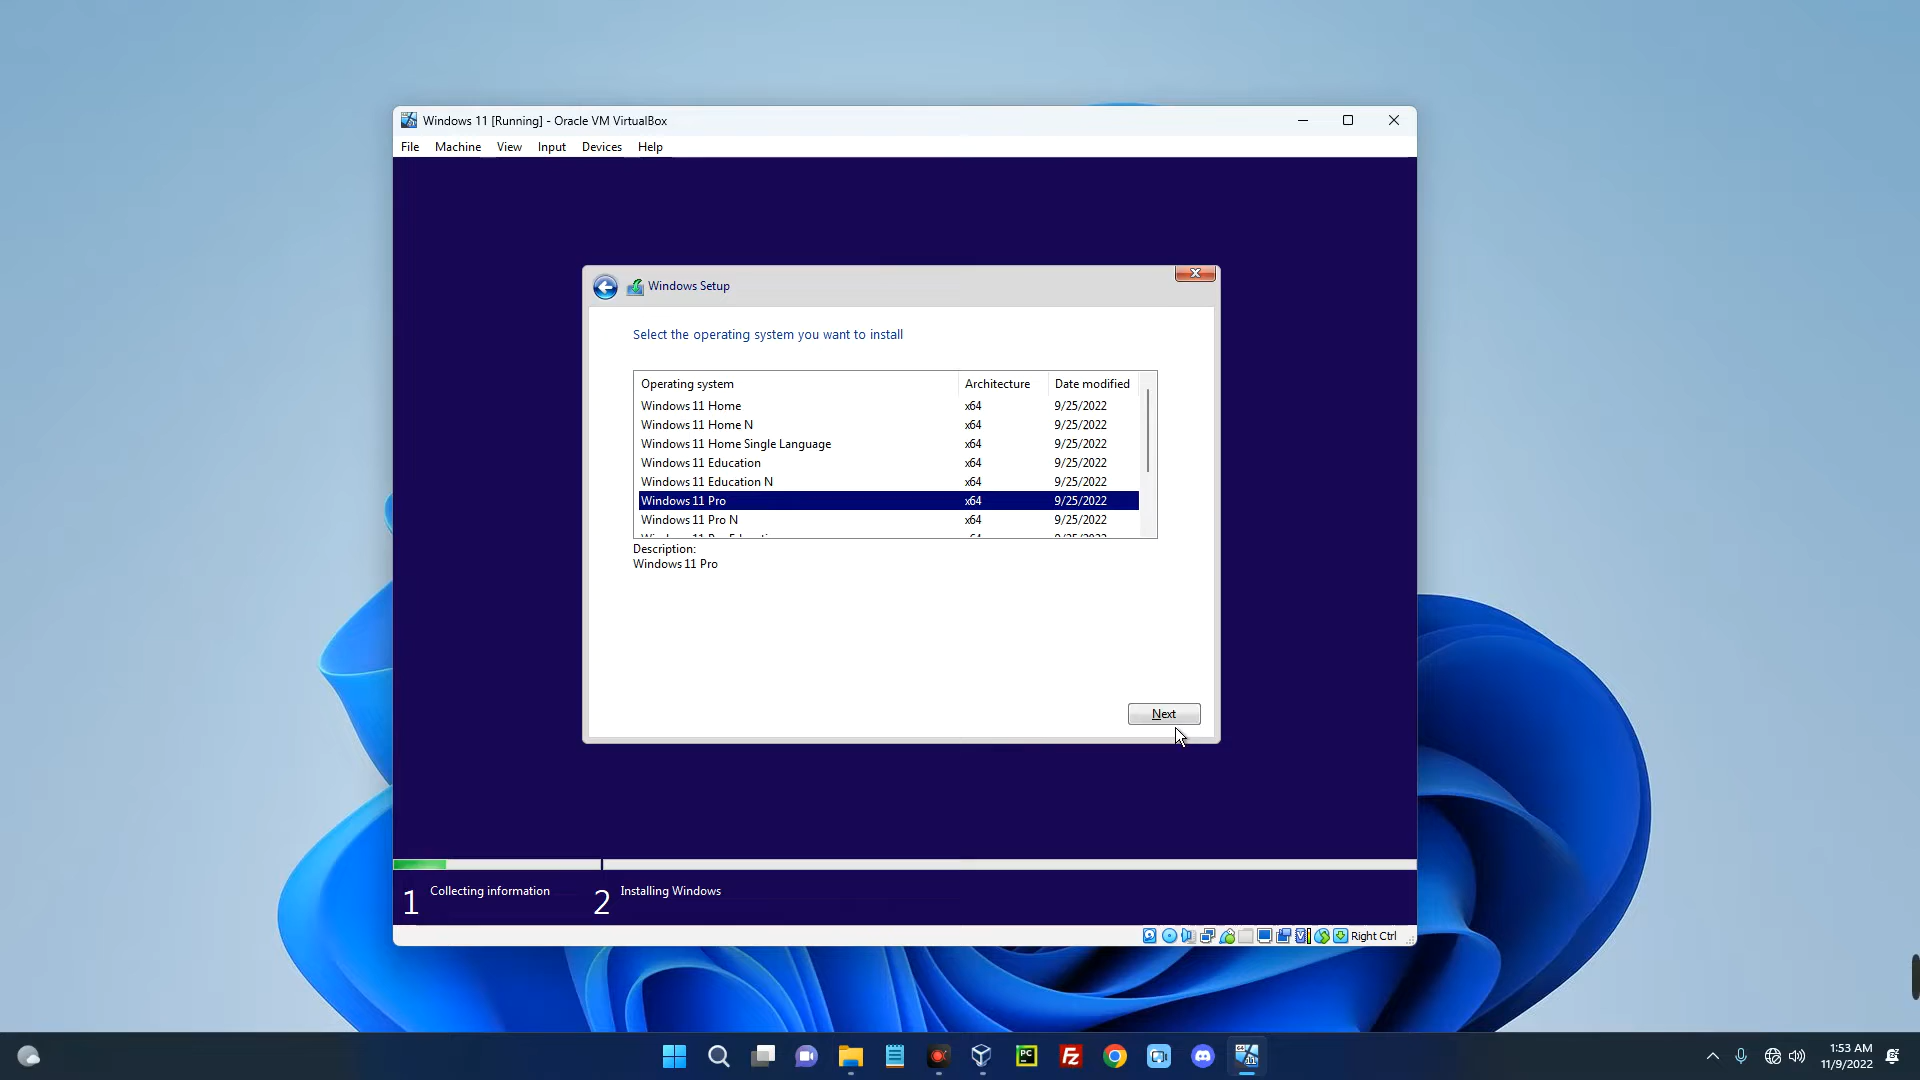 Windows 11 [Running] - Oracle VM VirtualBox
File Machine View Input Devices Help
Windows Setup
Select the operating system you want to install
Operating system Architecture Date modified
Windows 11 Home x64 9/25/2022
Windows 11 Home N x64 9/25/2022
Windows 11 Home Single Language x64 9/25/2022
Windows 11 Education x64 9/25/2022
Windows 11 Education N x64 9/25/2022
Windows 11 Pro x64 9/25/2022
Windows 11 Pro N x64 9/25/2022
Description:
Windows 11 Pro
Next
1 Collecting information 2 Installing Windows
Right Ctrl
PC
Fz
1:53 AM
11/9/2022